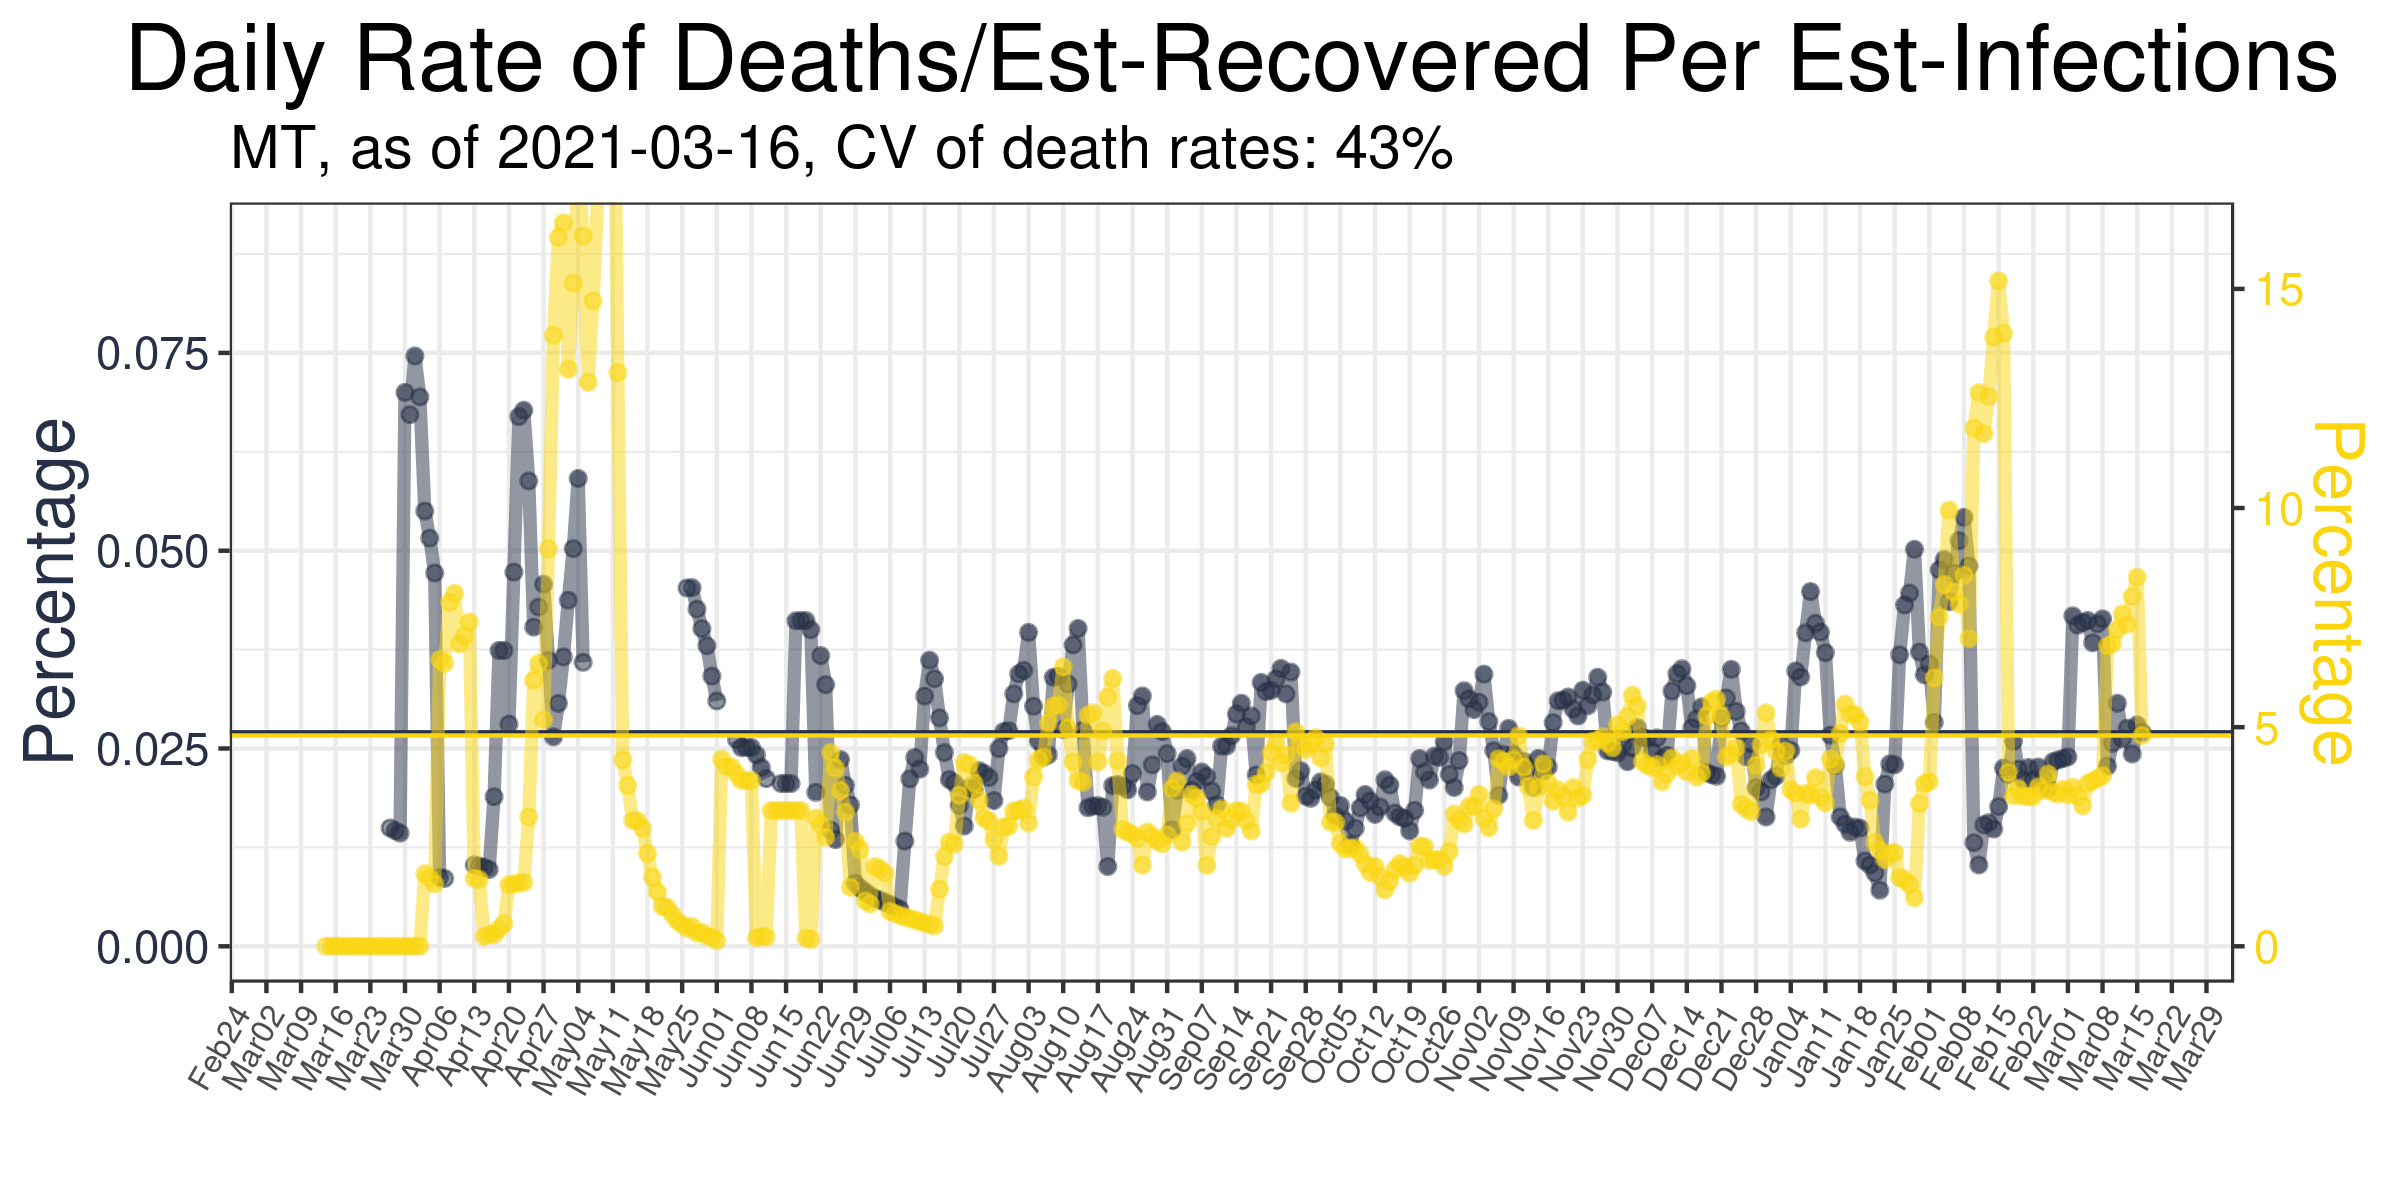 Daily Rate of Deaths/Est-Recovered Per Est-Infections
MT, as of 2021-03-16, CV of death rates: 43%
Percentage
0.075
0.050
0.025
0.000
15
10
5
0
Percentage
Feb24
Mar02
Mar09
Mar16
Mar23
Mar30
Apr06
Apr13
Apr20
Apr27
May04
May11
May18
May25
Jun01
Jun08
Jun15
Jun22
Jun29
Jul06
Jul13
Jul20
Jul27
Aug03
Aug10
Aug17
Aug24
Aug31
Sep07
Sep14
Sep21
Sep28
Oct05
Oct12
Oct19
Oct26
Nov02
Nov09
Nov16
Nov23
Nov30
Dec07
Dec14
Dec21
Dec28
Jan04
Jan11
Jan18
Jan25
Feb01
Feb08
Feb15
Feb22
Mar01
Mar08
Mar15
Mar22
Mar29